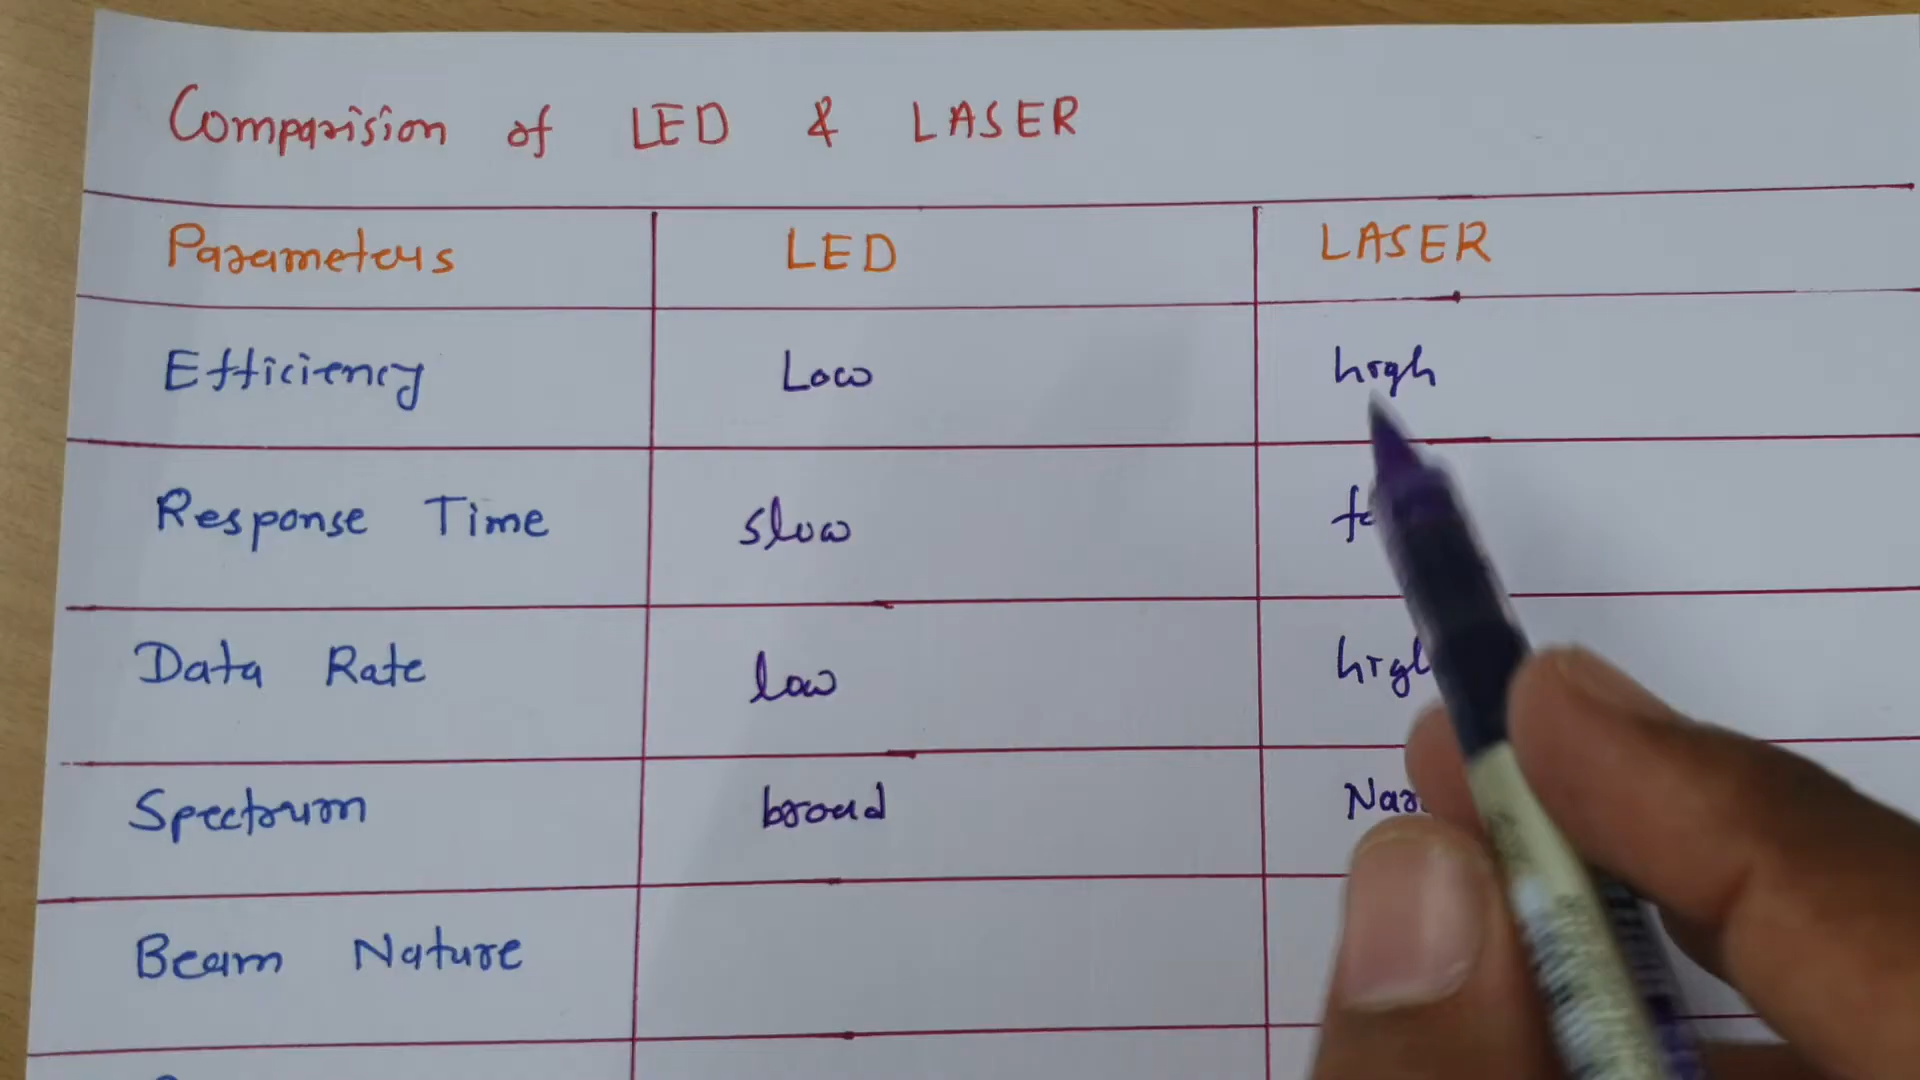 Comparision of LED & LASER
Parameters LED LASER
Efficiency Low high
Response Time slow
Data Rate low high
Spectrum broad
Beam Nature